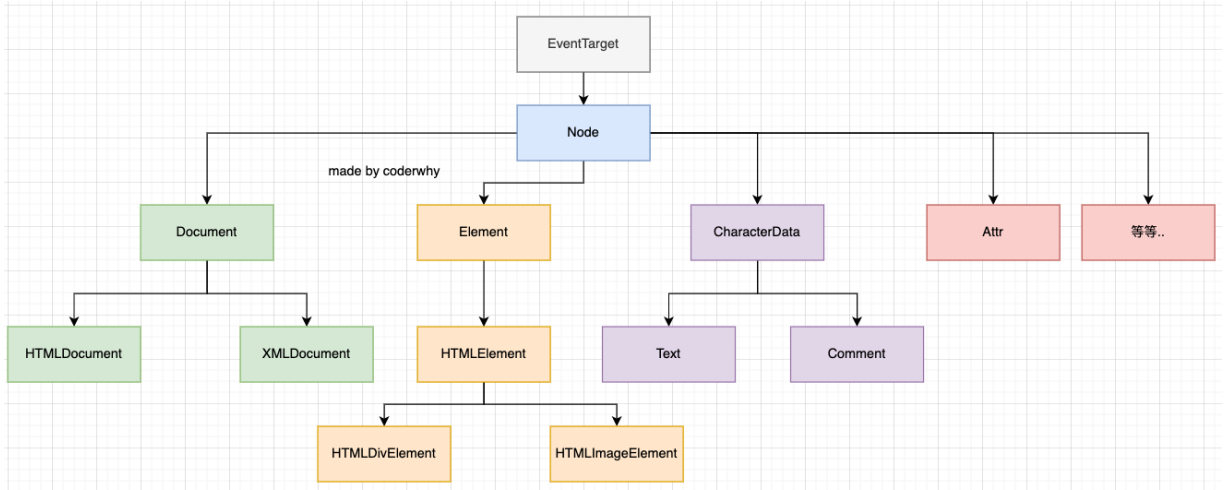 EventTarget
Node
made by coderwhy
Document
Element
CharacterData
Attr
等等..
HTMLDocument
XMLDocument
HTMLElement
Text
Comment
HTMLDivElement
HTMLImageElement